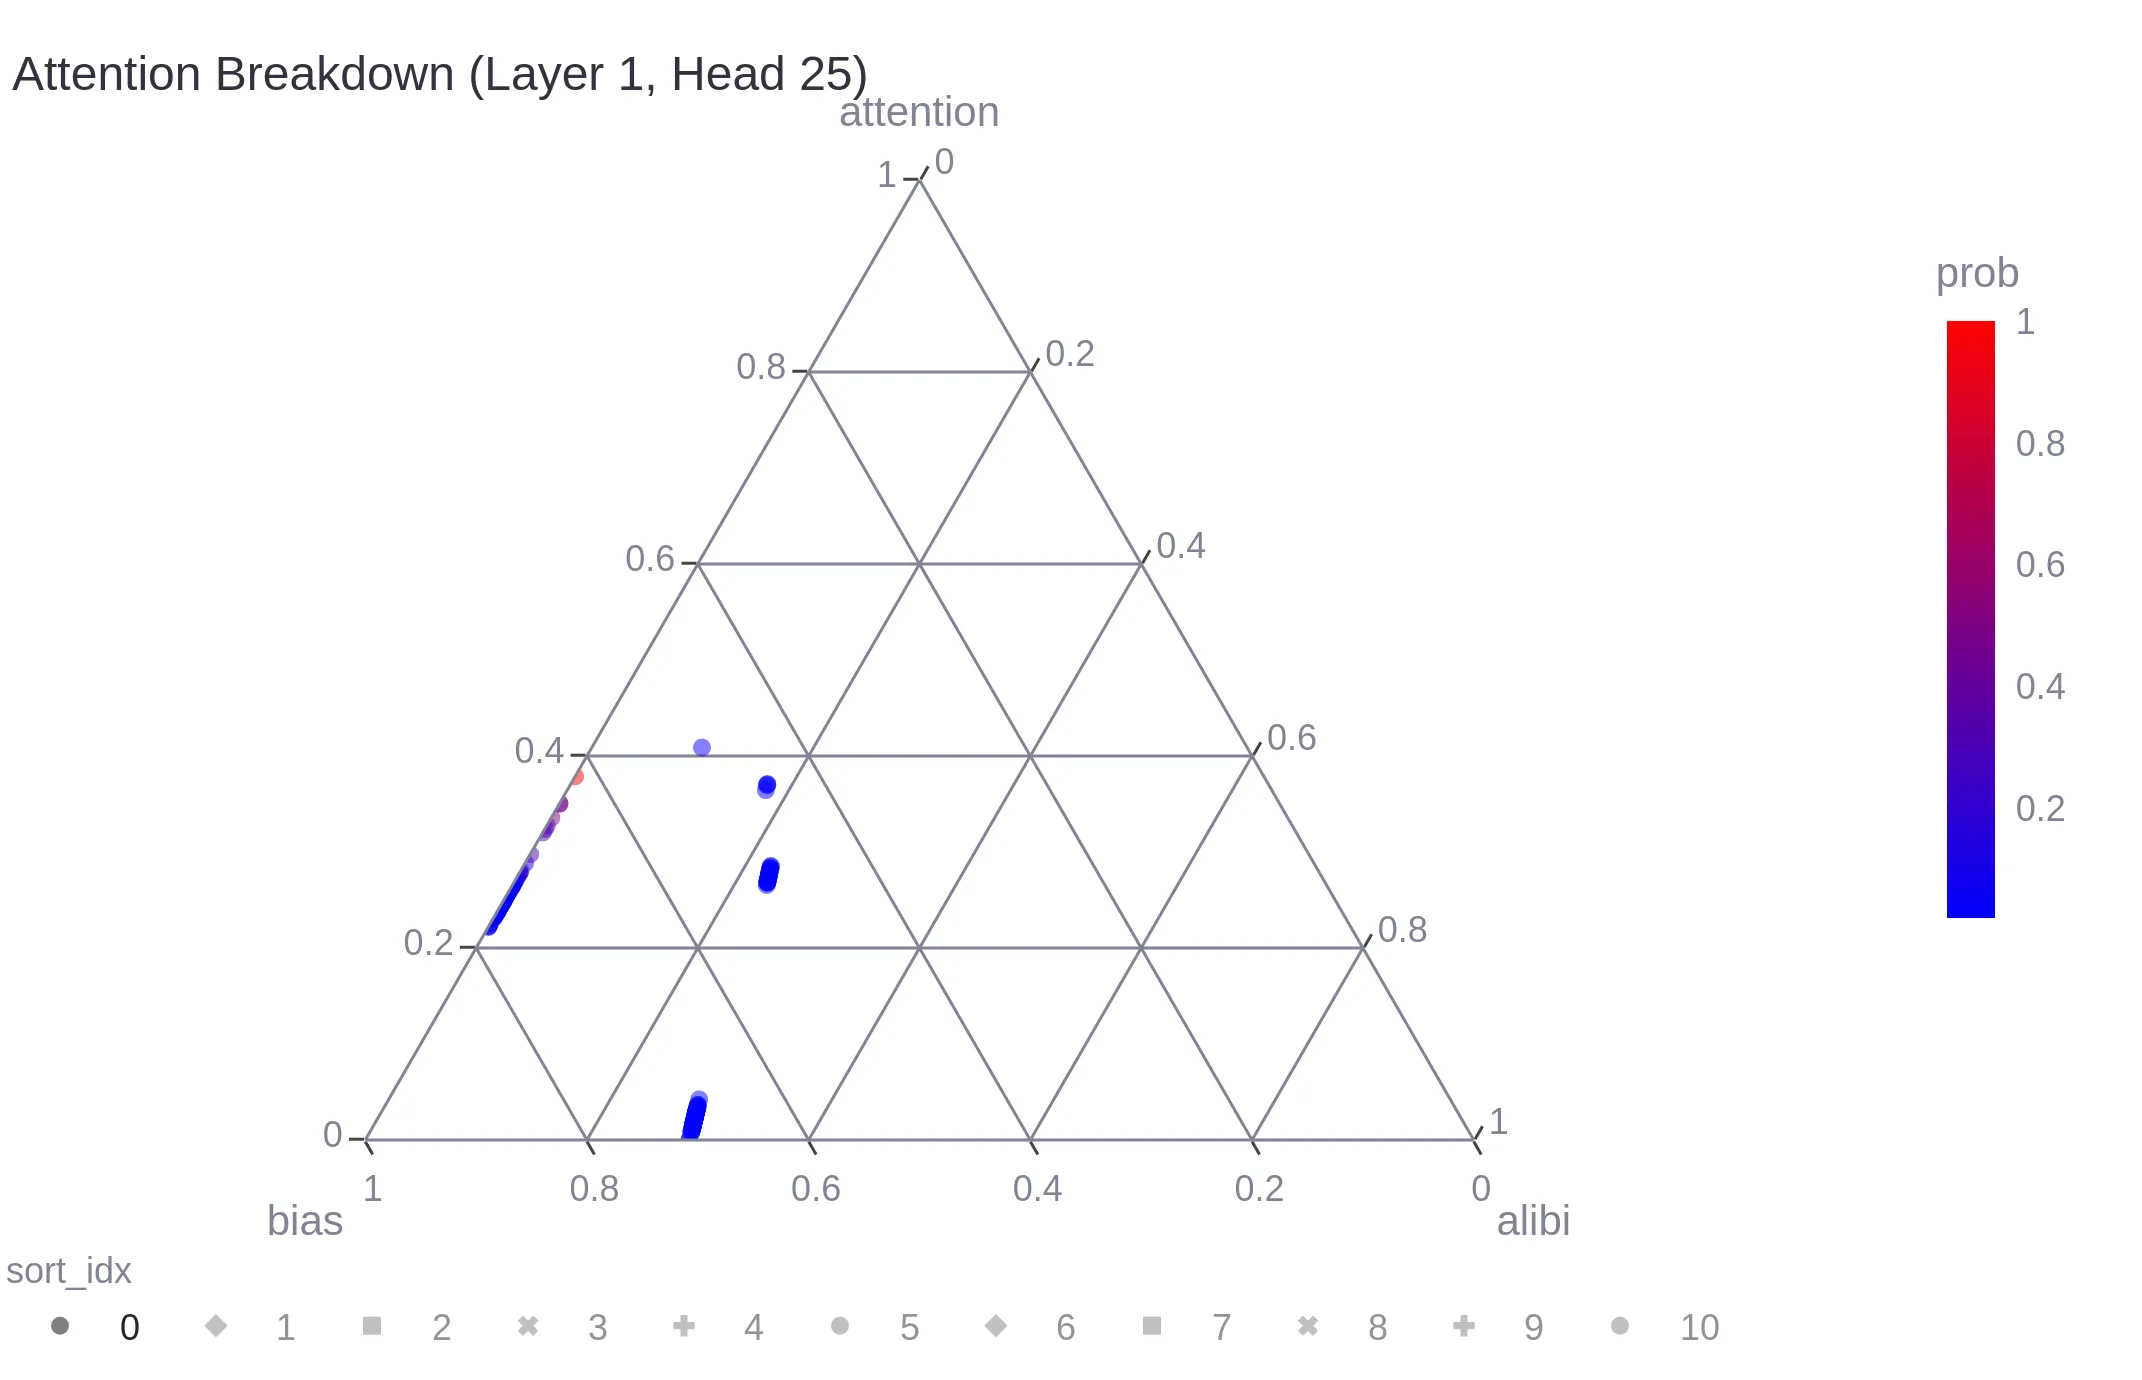 Attention Breakdown (Layer 1, Head 25)
attention
1 0
0.8 0.2
0.6 0.4
0.4 0.6
0.2 0.8
0 1
1 0.8 0.6 0.4 0.2 0
bias alibi
prob
1
0.8
0.6
0.4
0.2
sort_idx
0 1 2 3 4 5 6 7 8 9 10